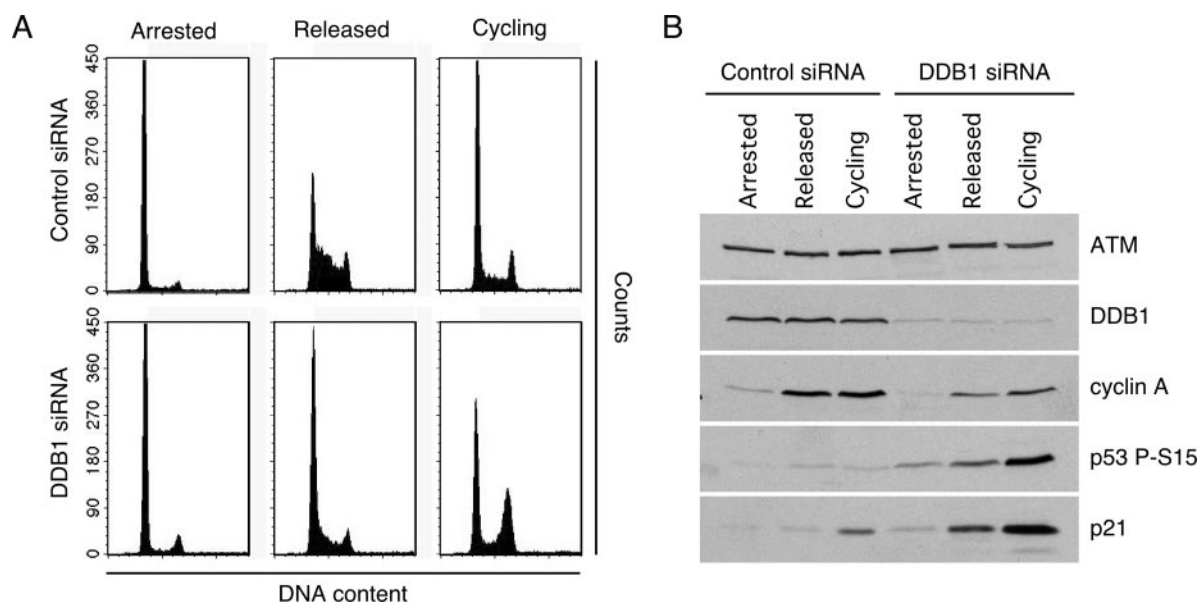 A
Arrested Released Cycling
Control siRNA
450
360
270
180
90
0
DDB1 siRNA
450
360
270
180
90
0
Counts
DNA content
B
Control siRNA DDB1 siRNA
Arrested Released Cycling Arrested Released Cycling
ATM
DDB1
cyclin A
p53 P-S15
p21